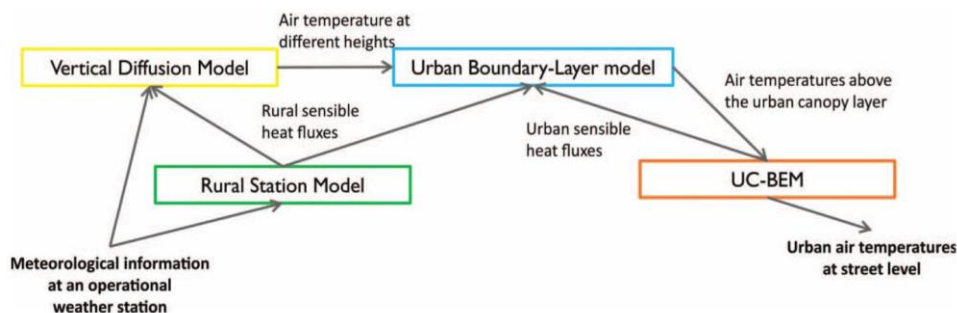 Air temperature at
different heights
Vertical Diffusion Model
Urban Boundary-Layer model
Air temperatures above
the urban canopy layer
Rural sensible
heat fluxes
Urban sensible
heat fluxes
Rural Station Model
UC-BEM
Meteorological information
at an operational
weather station
Urban air temperatures
at street level